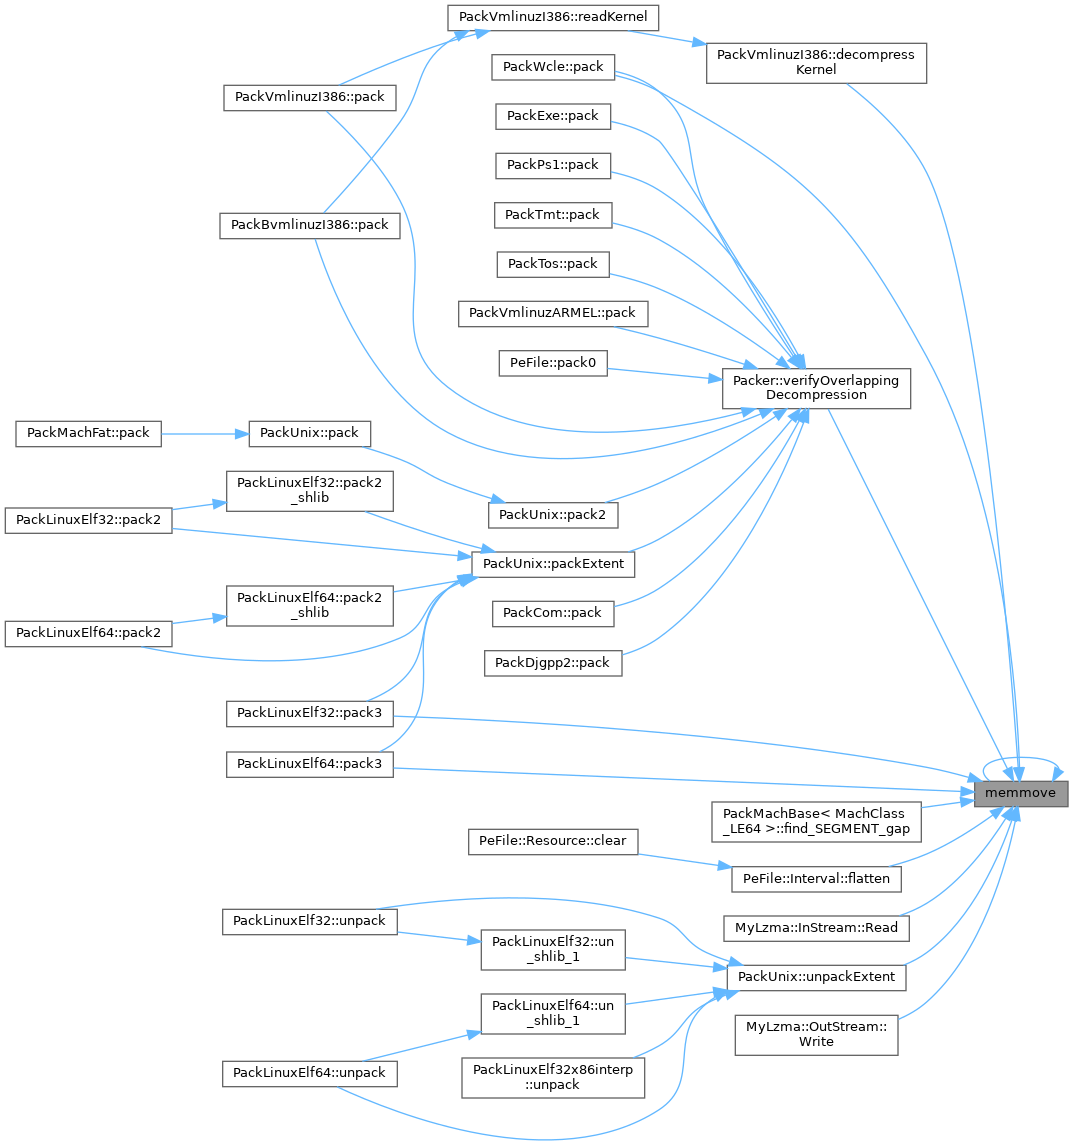 PackVmlinuzI386::readKernel
PackVmlinuzI386::decompress
Kernel
PackWcle::pack
PackVmlinuzI386::pack
PackExe::pack
PackPs1::pack
PackTmt::pack
PackBvmlinuzI386::pack
PackTos::pack
PackVmlinuzARMEL::pack
PeFile::pack0
Packer::verifyOverlapping
Decompression
PackMachFat::pack
PackUnix::pack
PackLinuxElf32::pack2
_shlib
PackLinuxElf32::pack2
PackUnix::pack2
PackUnix::packExtent
PackLinuxElf64::pack2
_shlib
PackCom::pack
PackLinuxElf64::pack2
PackDjgpp2::pack
PackLinuxElf32::pack3
PackLinuxElf64::pack3
memmove
PackMachBase< MachClass
_LE64 >::find_SEGMENT_gap
PeFile::Resource::clear
PeFile::Interval::flatten
PackLinuxElf32::unpack
MyLzma::InStream::Read
PackLinuxElf32::un
_shlib_1
PackUnix::unpackExtent
PackLinuxElf64::un
_shlib_1
MyLzma::OutStream::
Write
PackLinuxElf64::unpack
PackLinuxElf32x86interp
::unpack